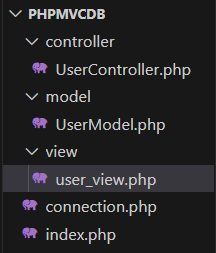 PHPMVCDB
controller
UserController.php
model
UserModel.php
view
user_view.php
connection.php
index.php